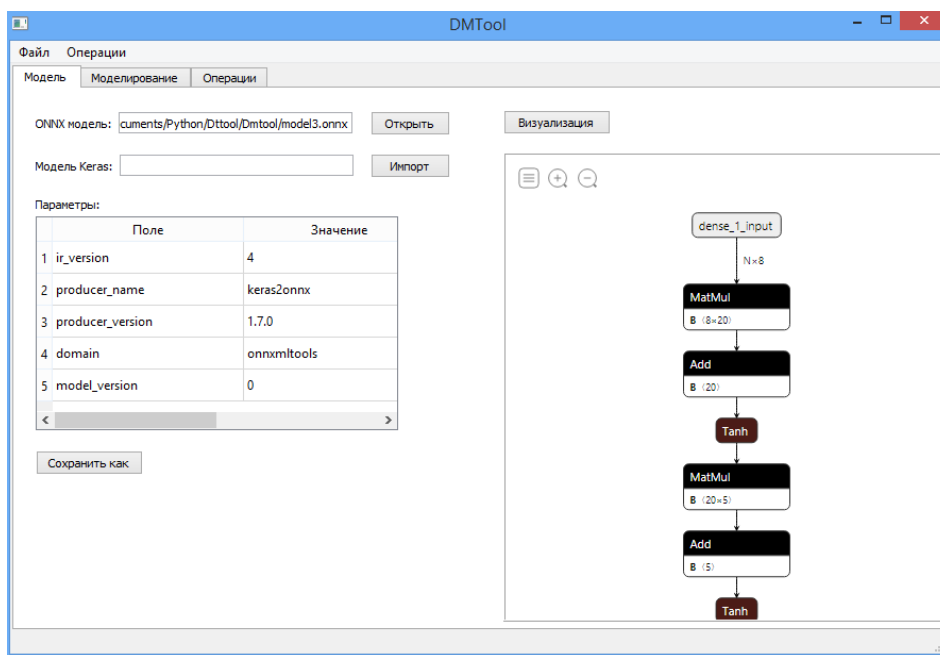 DMTool
Файл Операции
Модель Моделирование Операции
ONNX модель: cuments/Python/Dttool/Dmtool/model3.onnx Открыть
Визуализация
Модель Keras: Импорт
Параметры:
Поле Значение
1 ir_version 4
2 producer_name keras2onnx
3 producer_version 1.7.0
4 domain onnxmltools
5 model_version 0
Сохранить как
dense_1_input
N×8
MatMul
B ⟨8×20⟩
Add
B ⟨20⟩
Tanh
MatMul
B ⟨20×5⟩
Add
B ⟨5⟩
Tanh